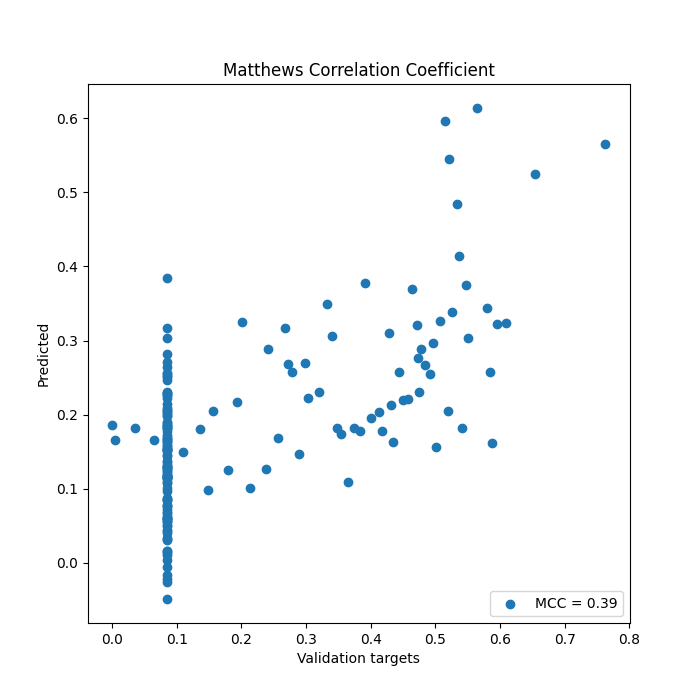 Matthews Correlation Coefficient
0.6
0.5
0.4
0.3
0.2
0.1
0.0
Predicted
MCC = 0.39
0.0 0.1 0.2 0.3 0.4 0.5 0.6 0.7 0.8
Validation targets